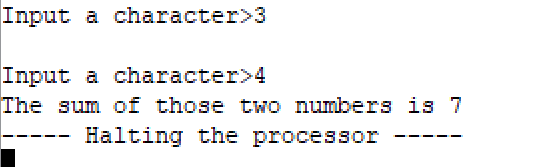 Input a character>3
Input a character>4
The sum of those two numbers is 7
----- Halting the processor -----